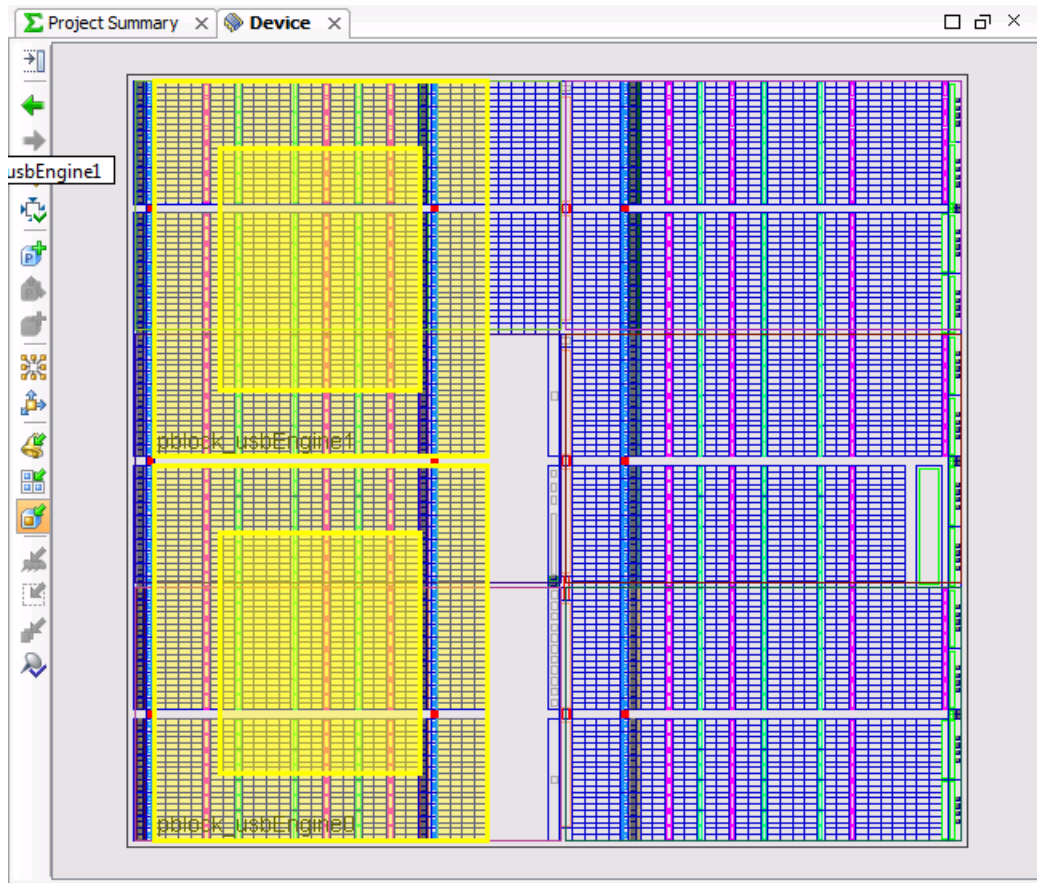 Project Summary
Device
usbEngine1
pblock_usbEngine1
pblock_usbEngine0